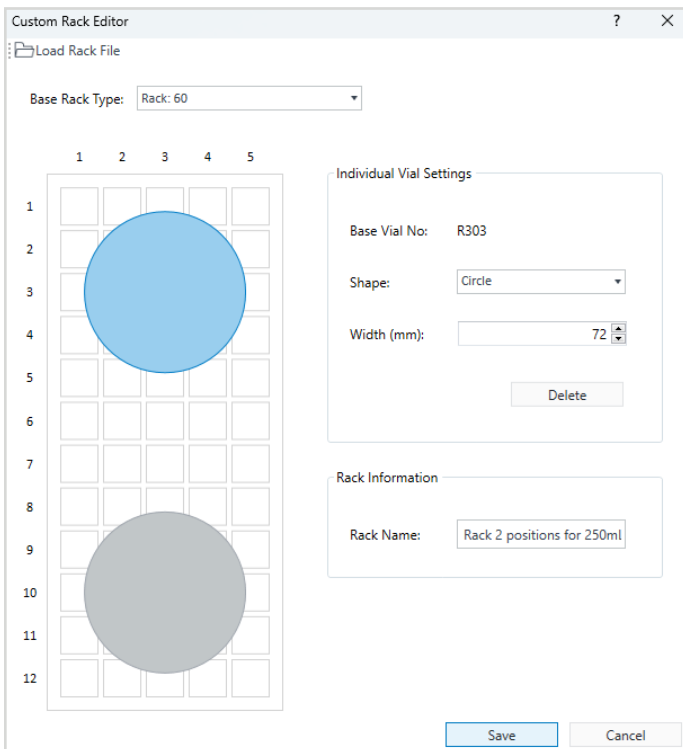 Custom Rack Editor ? ×
Load Rack File
Base Rack Type: Rack: 60
1 2 3 4 5
1
2
3
4
5
6
7
8
9
10
11
12
Individual Vial Settings
Base Vial No: R303
Shape: Circle
Width (mm): 72
Delete
Rack Information
Rack Name: Rack 2 positions for 250ml
Save Cancel